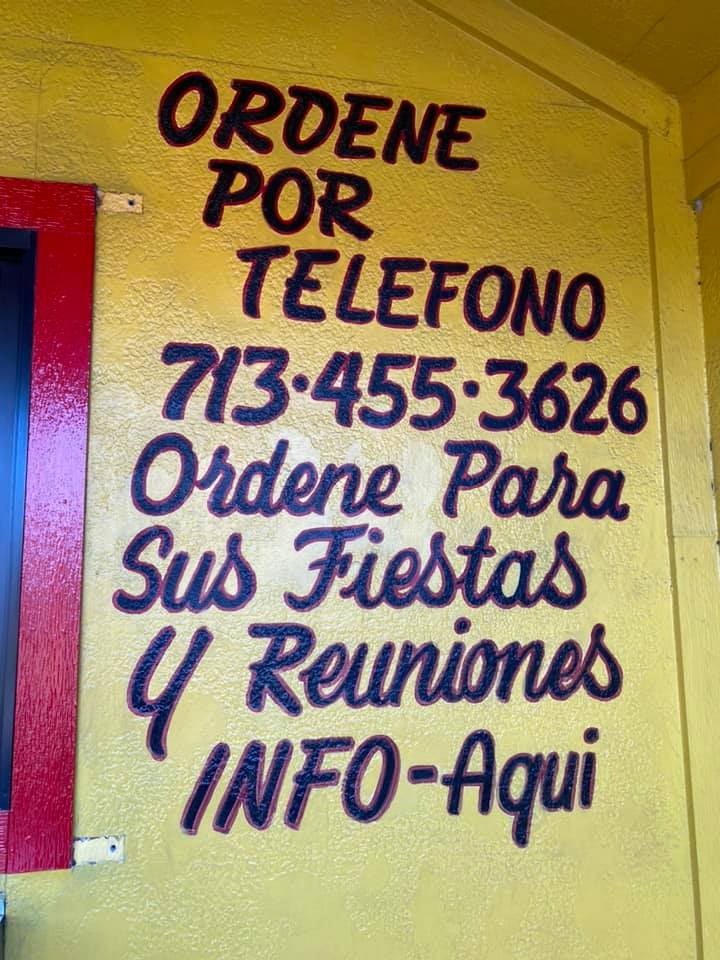 ORDENE
POR
TELEFONO
713·455·3626
Ordene Para
Sus Fiestas
Y Reuniones
INFO-Aqui